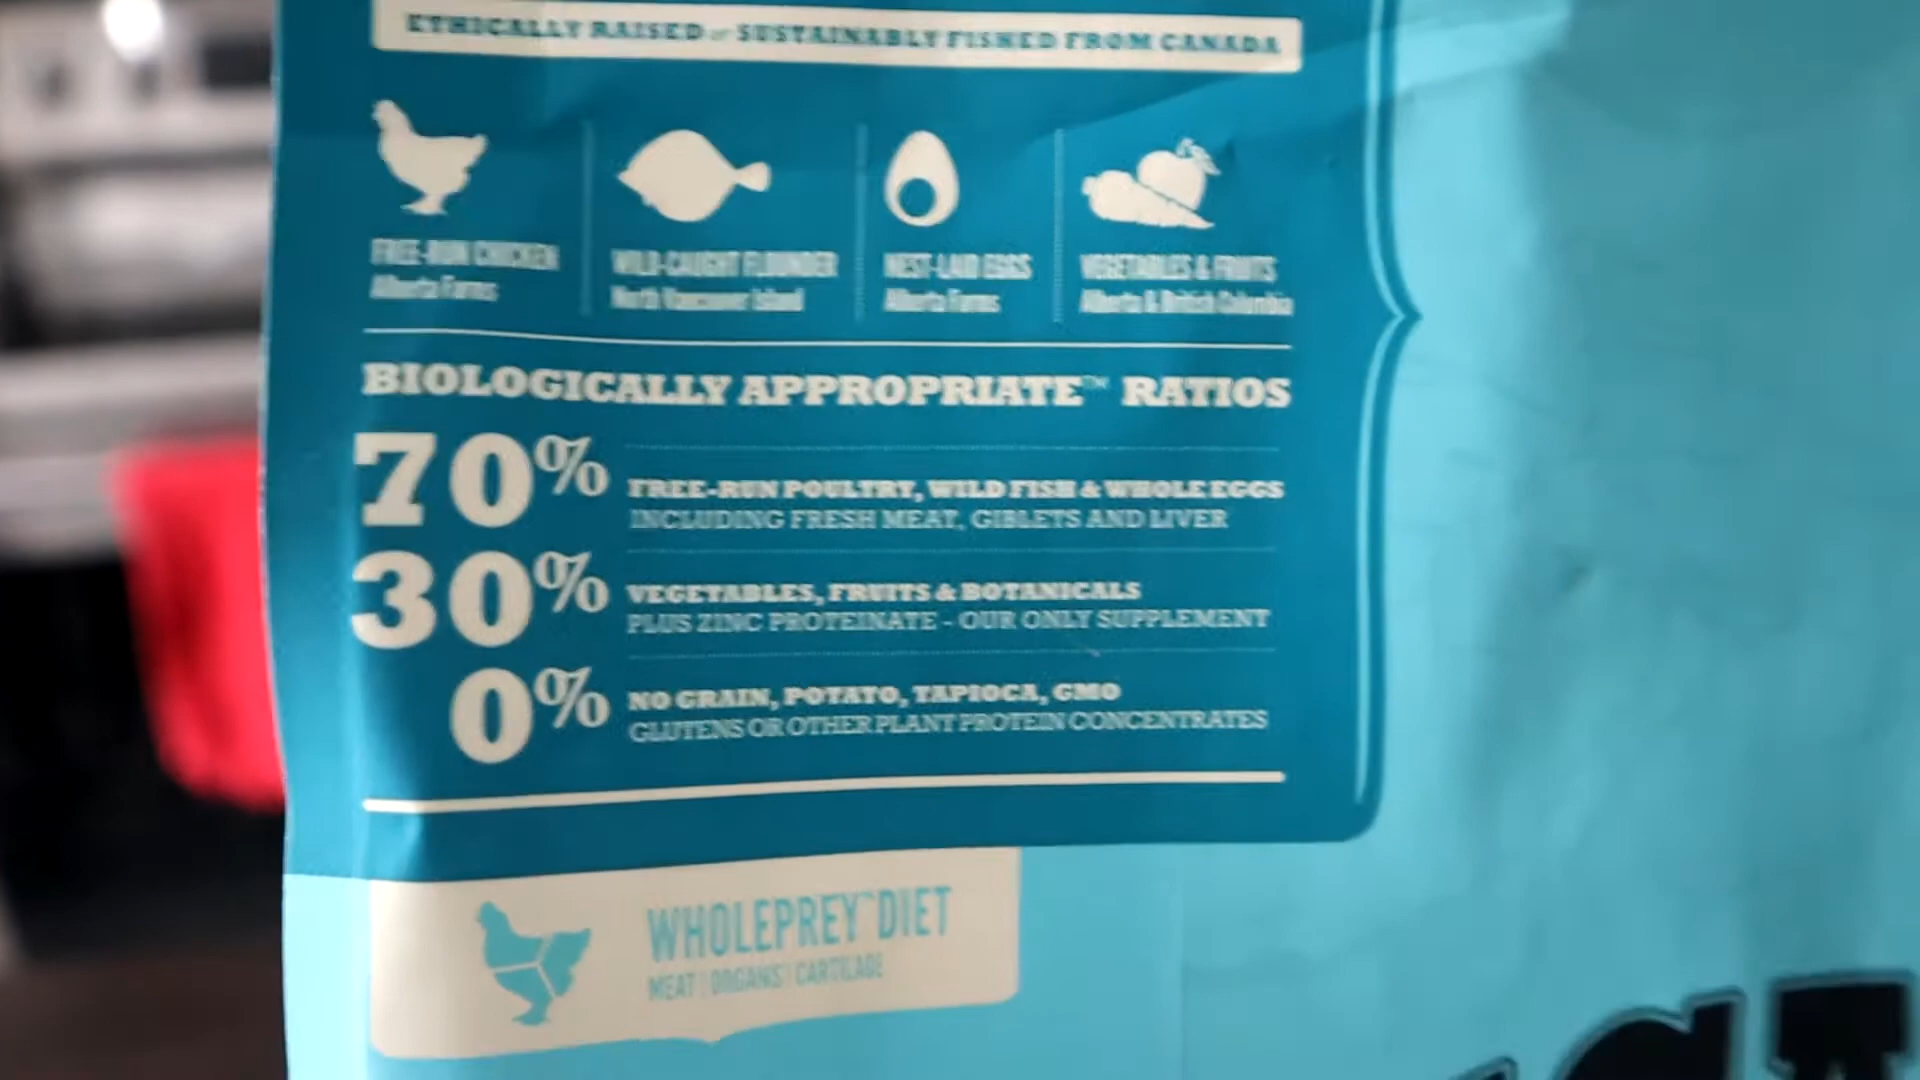 ETHICALLY RAISED or SUSTAINABLY FISHED FROM CANADA
FREE-RUN CHICKEN
Alberta Farms
WILD-CAUGHT FLOUNDER
North Vancouver Island
NEST-LAID EGGS
Alberta Farms
VEGETABLES & FRUITS
Alberta & British Columbia
BIOLOGICALLY APPROPRIATE™ RATIOS
70% FREE-RUN POULTRY, WILD FISH & WHOLE EGGS
INCLUDING FRESH MEAT, GIBLETS AND LIVER
30% VEGETABLES, FRUITS & BOTANICALS
PLUS ZINC PROTEINATE - OUR ONLY SUPPLEMENT
0% NO GRAIN, POTATO, TAPIOCA, GMO
GLUTENS OR OTHER PLANT PROTEIN CONCENTRATES
WHOLEPREY™ DIET
MEAT | ORGANS | CARTILAGE